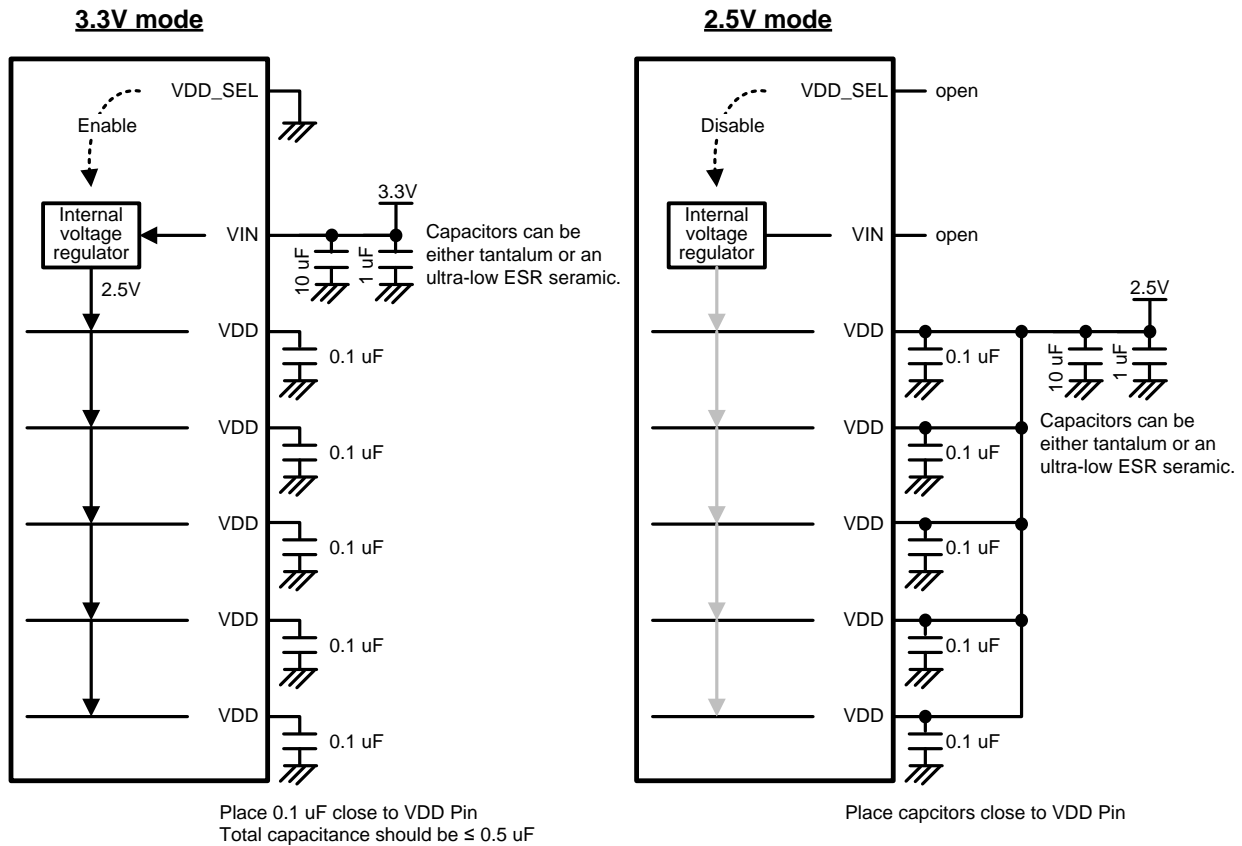 3.3V mode
VDD_SEL
Enable
3.3V
Internal
voltage
regulator
VIN
10 uF
1 uF
Capacitors can be
either tantalum or an
ultra-low ESR seramic.
2.5V
VDD
0.1 uF
VDD
0.1 uF
VDD
0.1 uF
VDD
0.1 uF
VDD
0.1 uF
Place 0.1 uF close to VDD Pin
Total capacitance should be ≤ 0.5 uF
2.5V mode
VDD_SEL
open
Disable
Internal
voltage
regulator
VIN
open
2.5V
VDD
0.1 uF
10 uF
1 uF
Capacitors can be
either tantalum or an
ultra-low ESR seramic.
VDD
0.1 uF
VDD
0.1 uF
VDD
0.1 uF
VDD
0.1 uF
Place capcitors close to VDD Pin